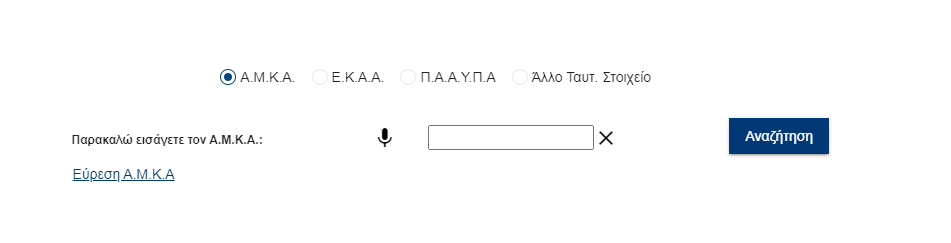 Α.Μ.Κ.Α. Ε.Κ.Α.Α. Π.Α.Α.Υ.Π.Α Άλλο Ταυτ. Στοιχείο
Παρακαλώ εισάγετε τον Α.Μ.Κ.Α.: Αναζήτηση
Εύρεση Α.Μ.Κ.Α